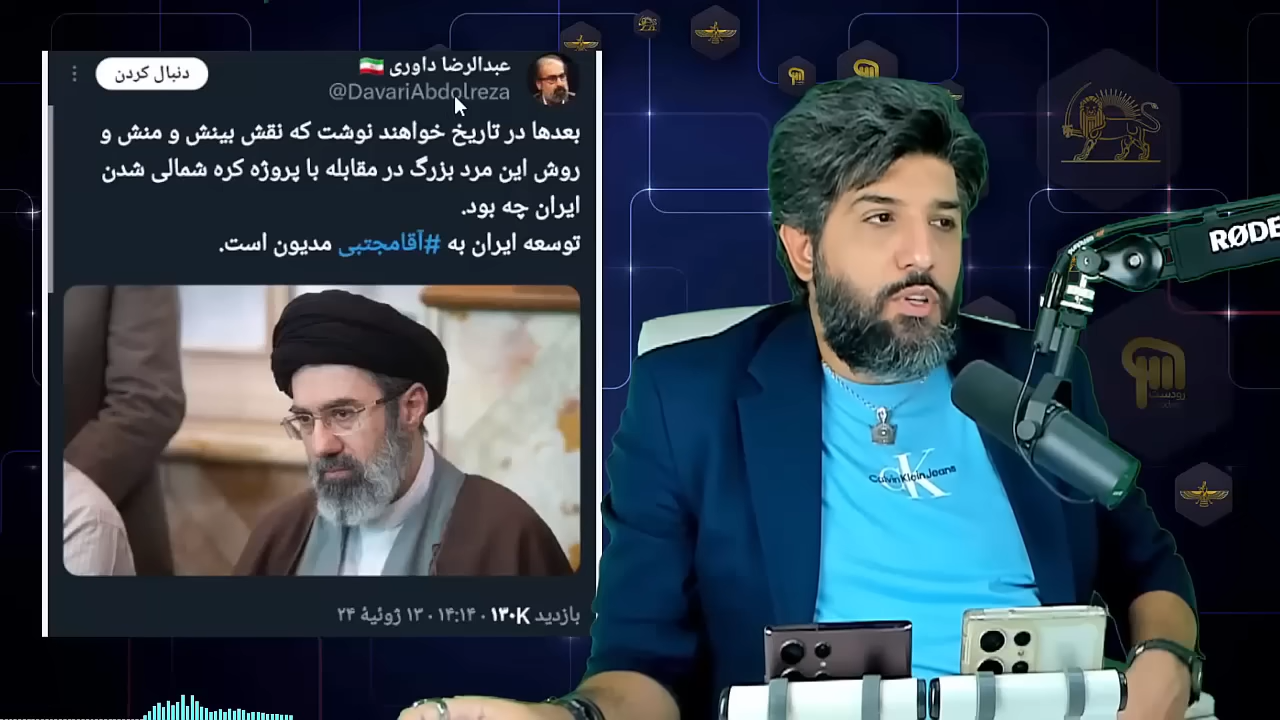 عبدالرضا داوری
دنبال کردن
@DavariAbdolreza
بعدها در تاریخ خواهند نوشت که نقش بینش و منش و
روش این مرد بزرگ در مقابله با پروژه کره شمالی شدن
ایران چه بود.
توسعه ایران به #آقامجتبی مدیون است.
۱۴:۱۴ · ۱۳ ژوئیهٔ ۲۴ · ۱۳۰K بازدید
RØDE
CK
Calvin Klein Jeans
رودست